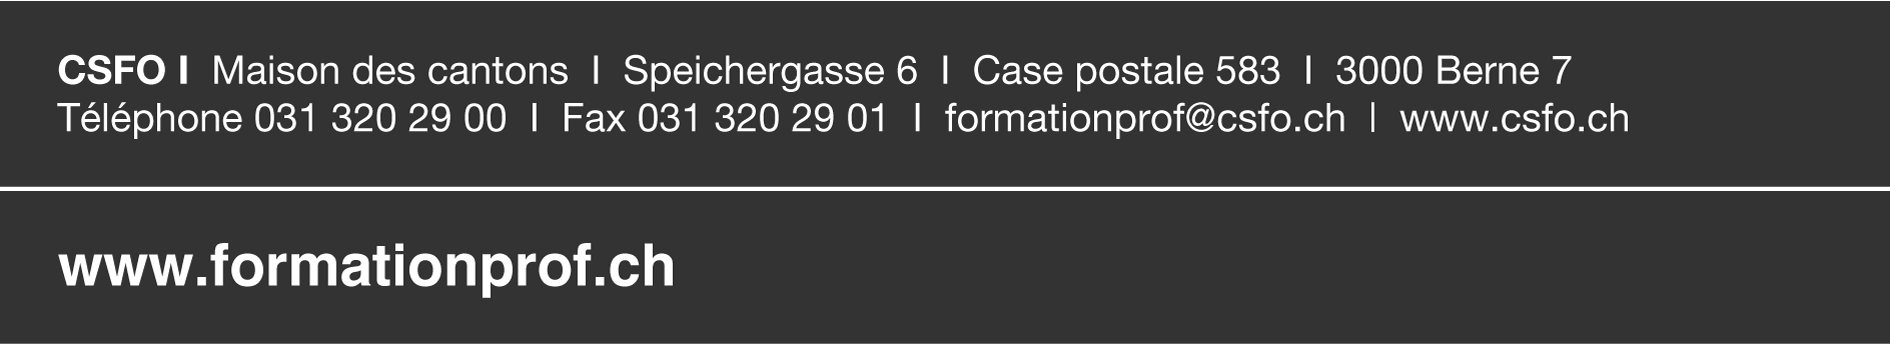 CSFO I Maison des cantons I Speichergasse 6 I Case postale 583 I 3000 Berne 7
Téléphone 031 320 29 00 I Fax 031 320 29 01 I formationprof@csfo.ch | www.csfo.ch
www.formationprof.ch